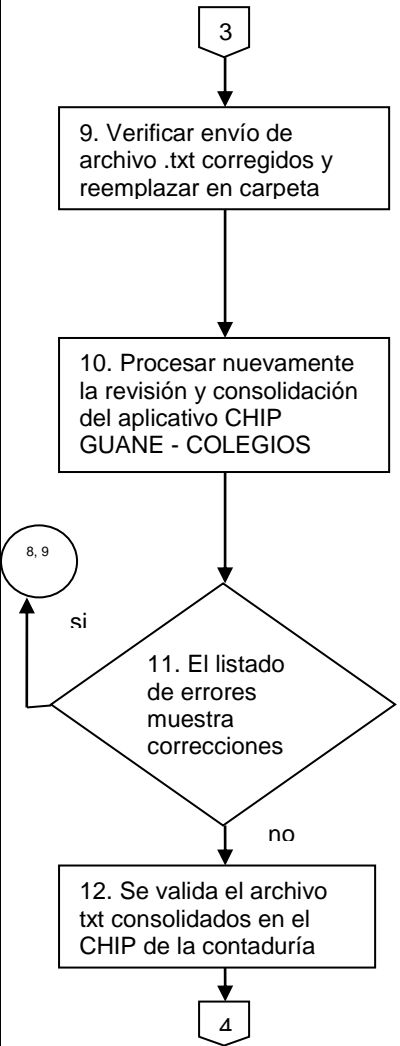 3
9. Verificar envío de
archivo .txt corregidos y
reemplazar en carpeta
10. Procesar nuevamente
la revisión y consolidación
del aplicativo CHIP
GUANE - COLEGIOS
8, 9
si
11. El listado
de errores
muestra
correcciones
no
12. Se valida el archivo
txt consolidados en el
CHIP de la contaduría
4